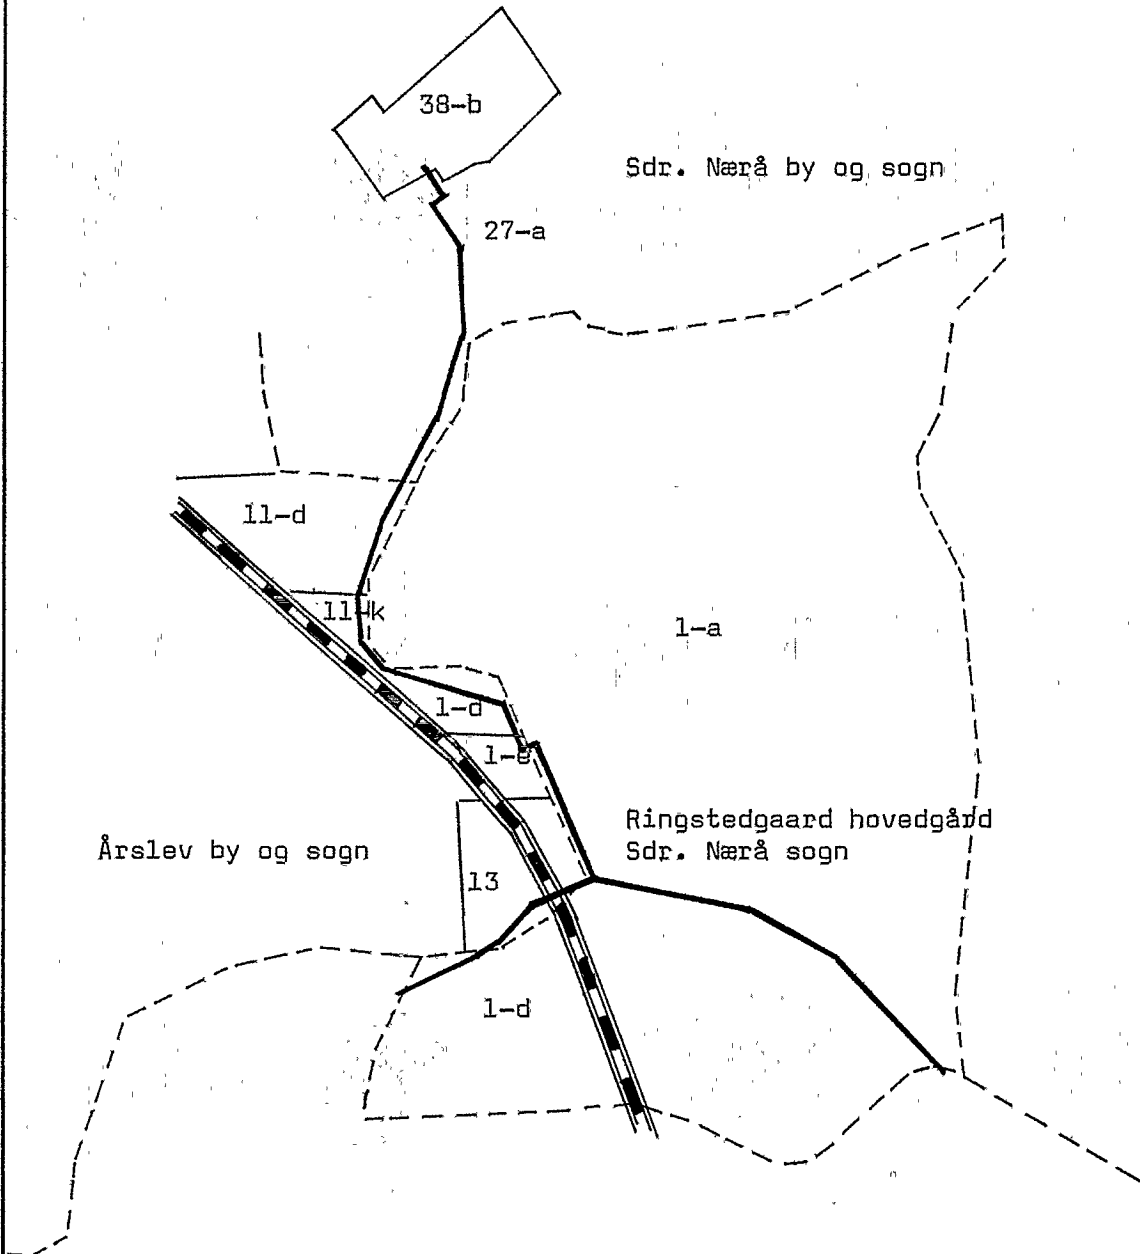 38-b
Sdr. Nærå by og sogn
27-a
11-d
11-k
1-a
1-d
1-e
Ringstedgaard hovedgård
Sdr. Nærå sogn
Årslev by og sogn
13
1-d